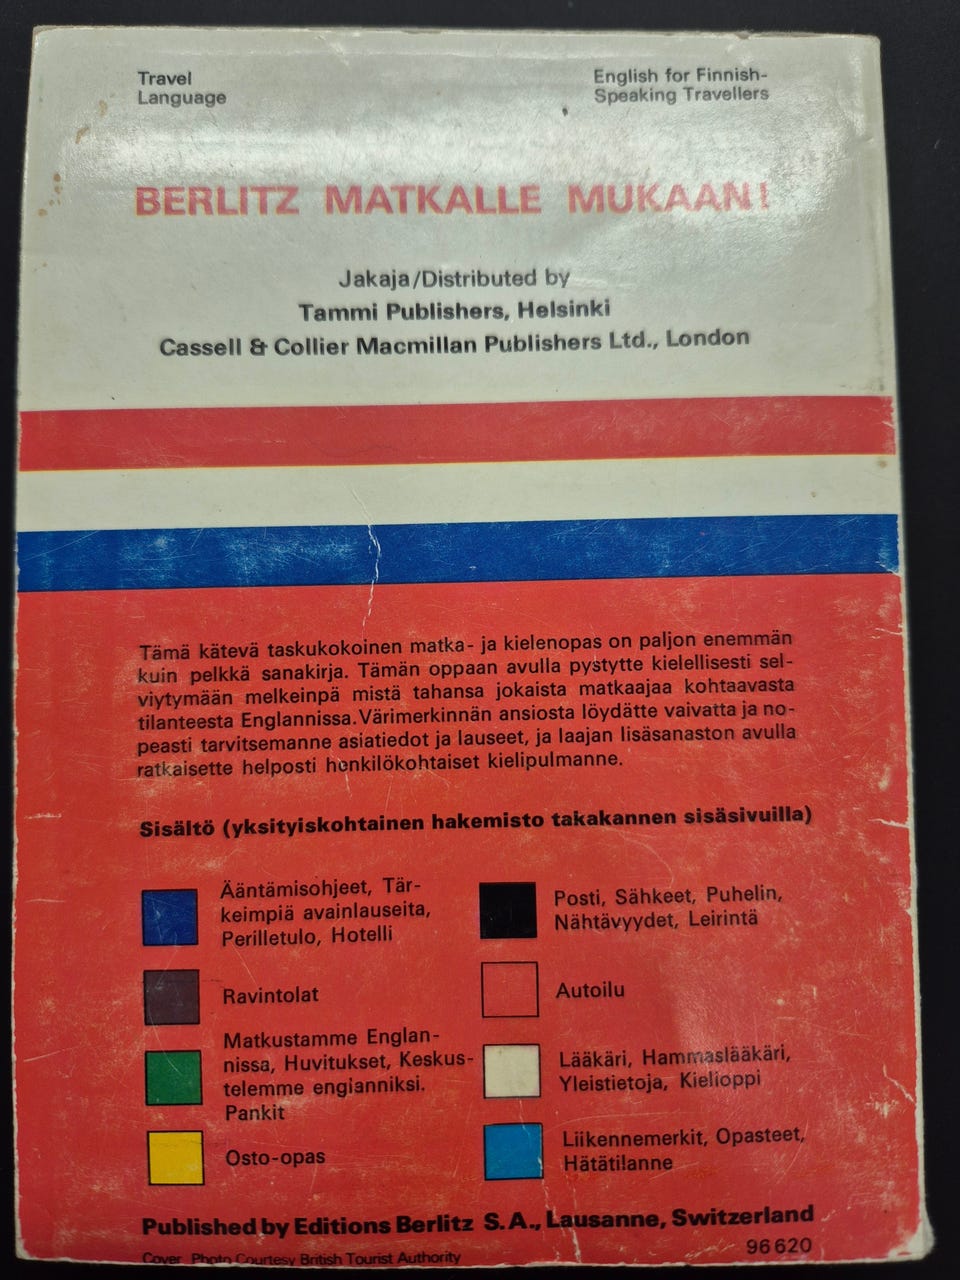 Travel
Language
English for Finnish-
Speaking Travellers
BERLITZ MATKALLE MUKAAN!
Jakaja/Distributed by
Tammi Publishers, Helsinki
Cassell & Collier Macmillan Publishers Ltd., London
Tämä kätevä taskukokoinen matka- ja kielenopas on paljon enemmän
kuin pelkkä sanakirja. Tämän oppaan avulla pystytte kielellisesti sel-
viytymään melkeinpä mistä tahansa jokaista matkaajaa kohtaavasta
tilanteesta Englannissa. Värimerkinnän ansiosta löydätte vaivatta ja no-
peasti tarvitsemanne asiatiedot ja lauseet, ja laajan lisäsanaston avulla
ratkaisette helposti henkilökohtaiset kielipulmanne.
Sisältö (yksityiskohtainen hakemisto takakannen sisäsivuilla)
Ääntämisohjeet, Tär-
keimpiä avainlauseita,
Perilletulo, Hotelli
Ravintolat
Matkustamme Englan-
nissa, Huvitukset, Keskus-
telemme englanniksi.
Pankit
Osto-opas
Posti, Sähkeet, Puhelin,
Nähtävyydet, Leirintä
Autoilu
Lääkäri, Hammaslääkäri,
Yleistietoja, Kielioppi
Liikennemerkit, Opasteet,
Hätätilanne
Published by Editions Berlitz S.A., Lausanne, Switzerland
96 620
Cover Photo Courtesy British Tourist Authority